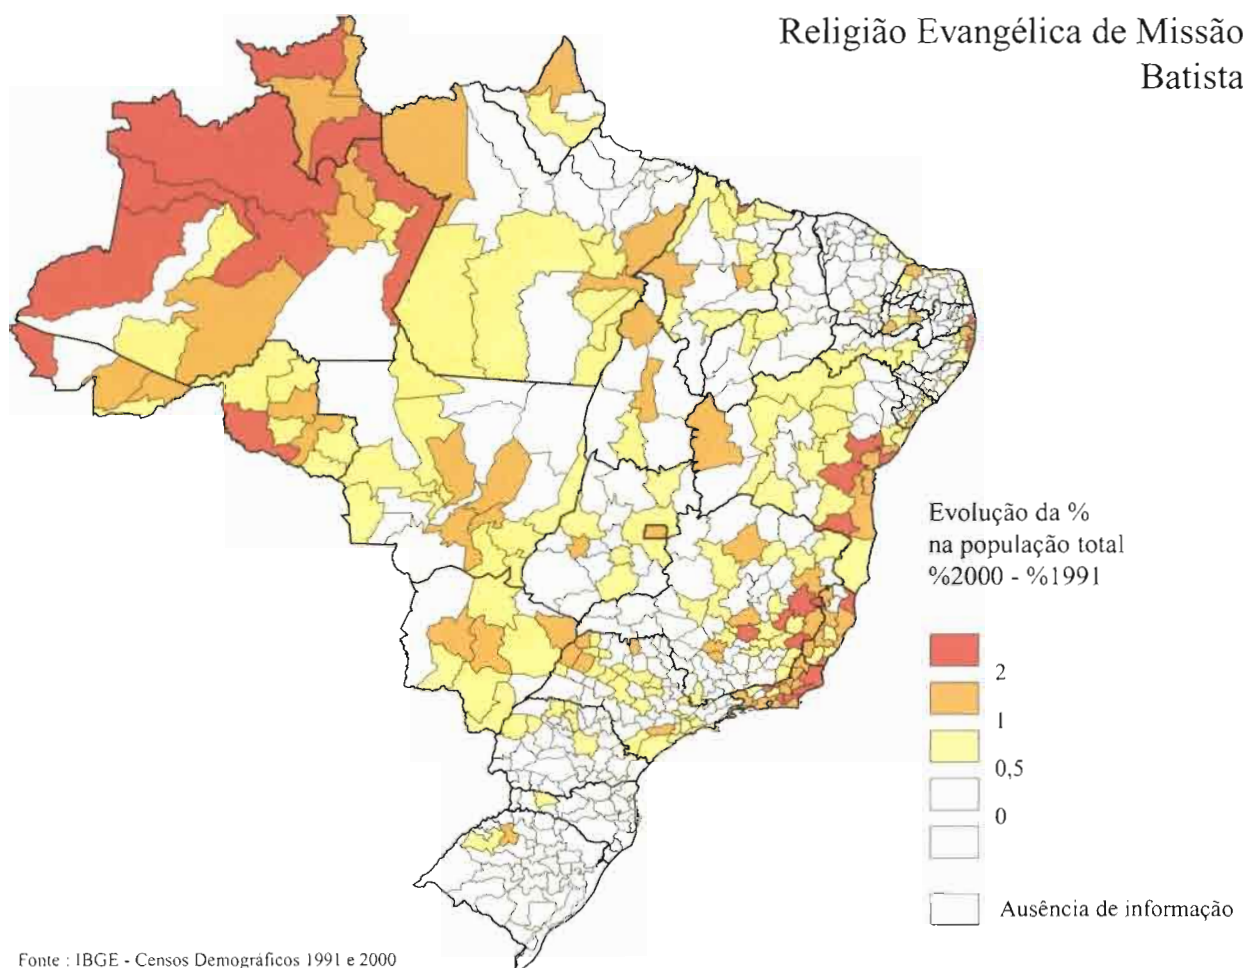 Religião Evangélica de Missão
Batista
Evolução da %
na população total
%2000 - %1991
2
1
0,5
0
Ausência de informação
Fonte : IBGE - Censos Demográficos 1991 e 2000